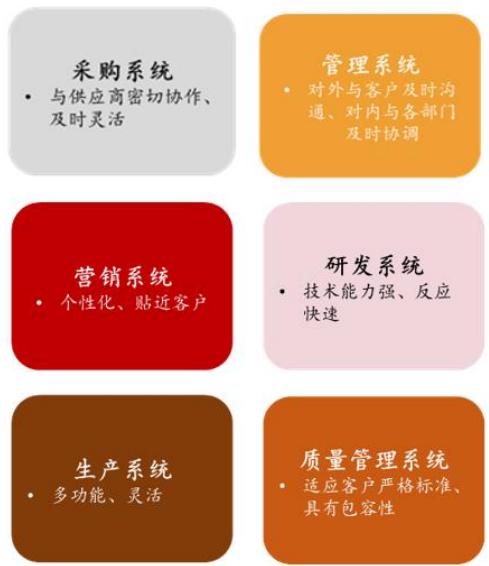 采购系统
• 与供应商密切协作、
及时灵活
管理系统
• 对外与客户及时沟
通、对内与各部门
及时协调
营销系统
• 个性化、贴近客户
研发系统
• 技术能力强、反应
快速
生产系统
• 多功能、灵活
质量管理系统
• 适应客户严格标准、
具有包容性